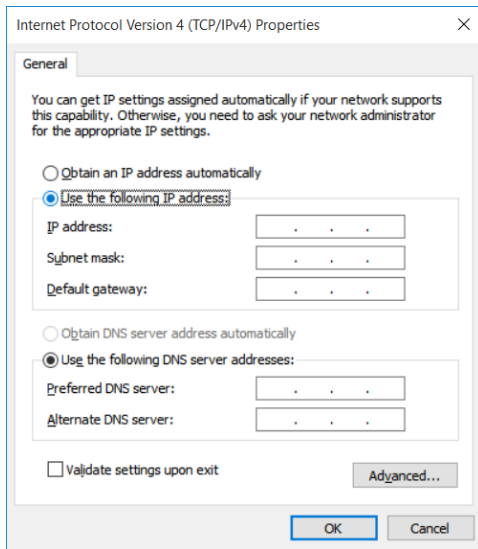 Internet Protocol Version 4 (TCP/IPv4) Properties
General
You can get IP settings assigned automatically if your network supports
this capability. Otherwise, you need to ask your network administrator
for the appropriate IP settings.
Obtain an IP address automatically
Use the following IP address:
IP address:
Subnet mask:
Default gateway:
Obtain DNS server address automatically
Use the following DNS server addresses:
Preferred DNS server:
Alternate DNS server:
Validate settings upon exit
Advanced...
OK Cancel